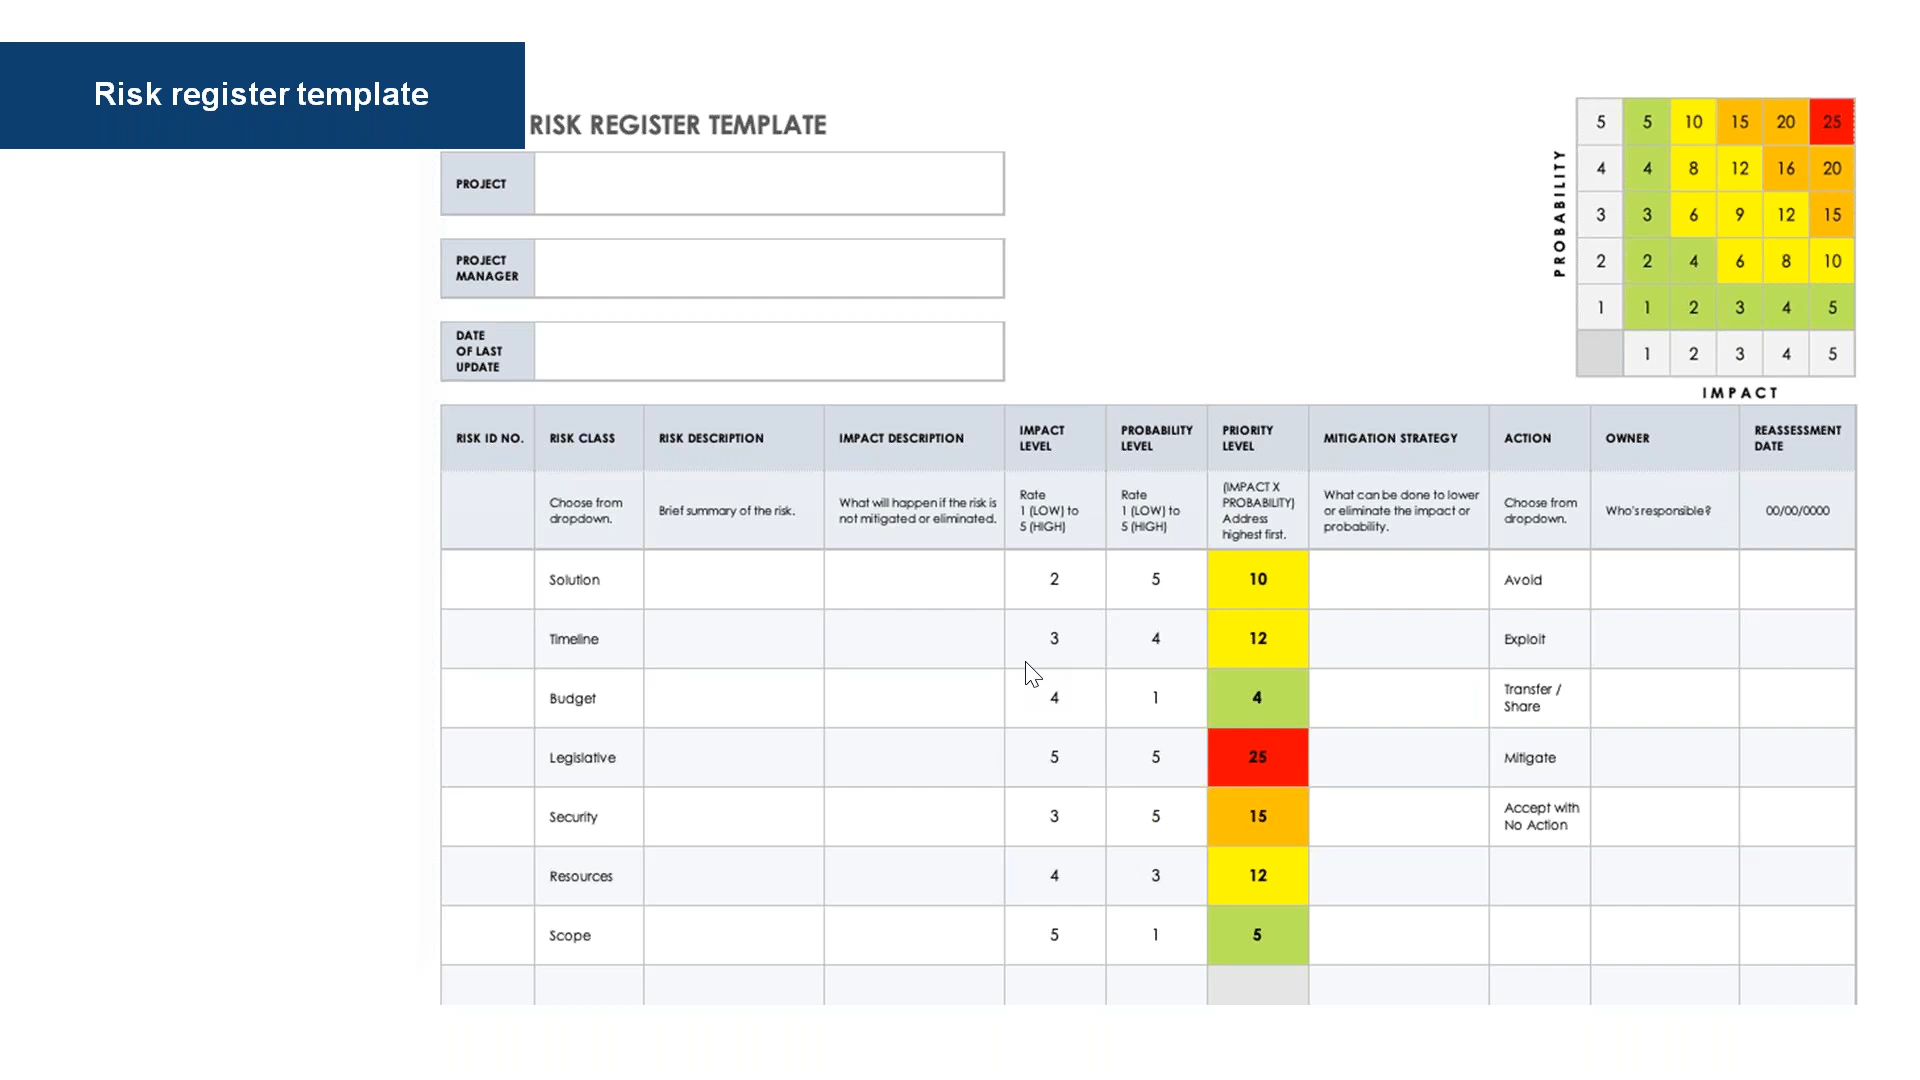 Risk register template
RISK REGISTER TEMPLATE
PROJECT
PROJECT
MANAGER
DATE
OF LAST
UPDATE
PROBABILITY
5 5 10 15 20 25
4 4 8 12 16 20
3 3 6 9 12 15
2 2 4 6 8 10
1 1 2 3 4 5
1 2 3 4 5
IMPACT
RISK ID NO.
RISK CLASS
RISK DESCRIPTION
IMPACT DESCRIPTION
IMPACT
LEVEL
PROBABILITY
LEVEL
PRIORITY
LEVEL
MITIGATION STRATEGY
ACTION
OWNER
REASSESSMENT
DATE
Choose from
dropdown.
Brief summary of the risk.
What will happen if the risk is
not mitigated or eliminated.
Rate
1 (LOW) to
5 (HIGH)
Rate
1 (LOW) to
5 (HIGH)
(IMPACT X
PROBABILITY)
Address
highest first.
What can be done to lower
or eliminate the impact or
probability.
Choose from
dropdown.
Who's responsible?
00/00/0000
Solution 2 5 10 Avoid
Timeline 3 4 12 Exploit
Budget 4 1 4 Transfer /
Share
Legislative 5 5 25 Mitigate
Security 3 5 15 Accept with
No Action
Resources 4 3 12
Scope 5 1 5